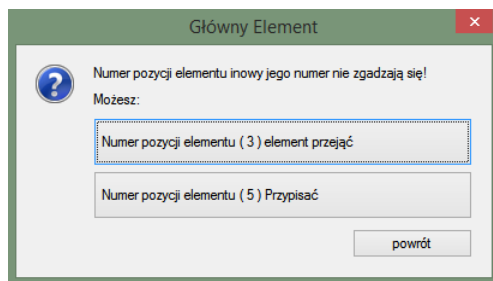 Główny Element
Numer pozycji elementu inowy jego numer nie zgadzają się!
Możesz:
Numer pozycji elementu ( 3 ) element przejąć
Numer pozycji elementu ( 5 ) Przypisać
powrót